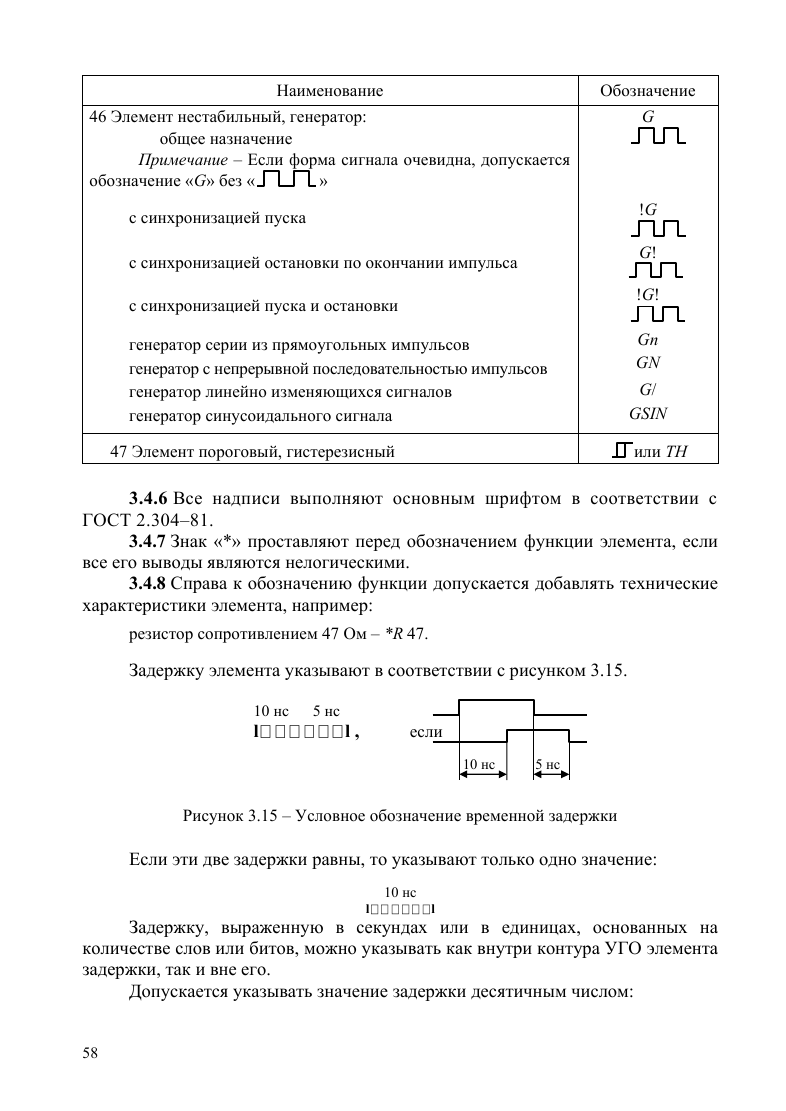 Наименование Обозначение
46 Элемент нестабильный, генератор: G
общее назначение
Примечание – Если форма сигнала очевидна, допускается
обозначение «G» без « »
с синхронизацией пуска !G
с синхронизацией остановки по окончании импульса G!
с синхронизацией пуска и остановки !G!
генератор серии из прямоугольных импульсов Gn
генератор с непрерывной последовательностью импульсов GN
генератор линейно изменяющихся сигналов G/
генератор синусоидального сигнала GSIN
47 Элемент пороговый, гистерезисный или TH
3.4.6 Все надписи выполняют основным шрифтом в соответствии с
ГОСТ 2.304–81.
3.4.7 Знак «*» проставляют перед обозначением функции элемента, если
все его выводы являются нелогическими.
3.4.8 Справа к обозначению функции допускается добавлять технические
характеристики элемента, например:
резистор сопротивлением 47 Ом – *R 47.
Задержку элемента указывают в соответствии с рисунком 3.15.
10 нс 5 нс
l□□□□□□l , если
10 нс 5 нс
Рисунок 3.15 – Условное обозначение временной задержки
Если эти две задержки равны, то указывают только одно значение:
10 нс
l□□□□□□l
Задержку, выраженную в секундах или в единицах, основанных на
количестве слов или битов, можно указывать как внутри контура УГО элемента
задержки, так и вне его.
Допускается указывать значение задержки десятичным числом:
58